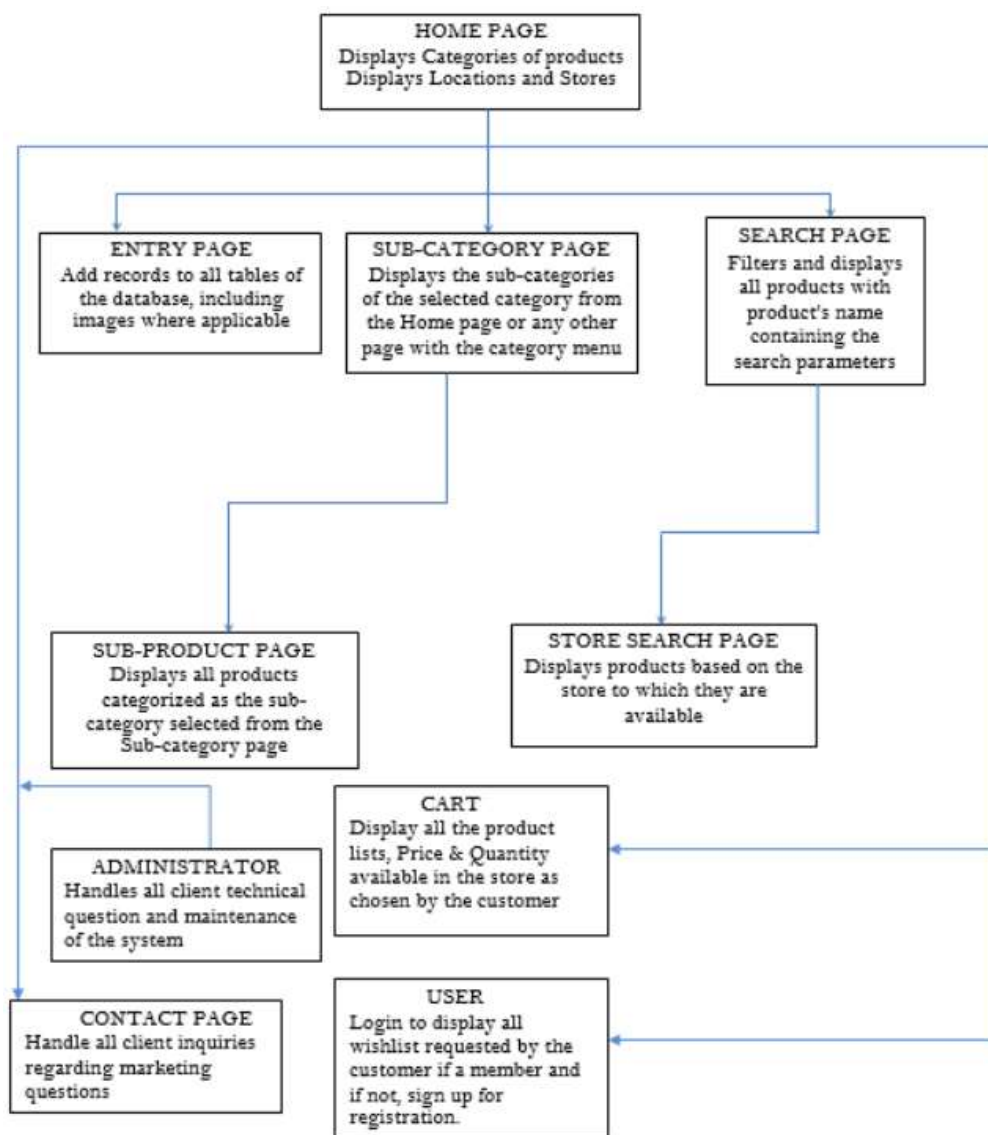 HOME PAGE
Displays Categories of products
Displays Locations and Stores
ENTRY PAGE
Add records to all tables of
the database, including
images where applicable
SUB-CATEGORY PAGE
Displays the sub-categories
of the selected category from
the Home page or any other
page with the category menu
SEARCH PAGE
Filters and displays
all products with
product's name
containing the
search parameters
SUB-PRODUCT PAGE
Displays all products
categorized as the sub-
category selected from the
Sub-category page
STORE SEARCH PAGE
Displays products based on the
store to which they are
available
CART
Display all the product
lists, Price & Quantity
available in the store as
chosen by the customer
ADMINISTRATOR
Handles all client technical
question and maintenance
of the system
CONTACT PAGE
Handle all client inquiries
regarding marketing
questions
USER
Login to display all
wishlist requested by the
customer if a member and
if not, sign up for
registration.